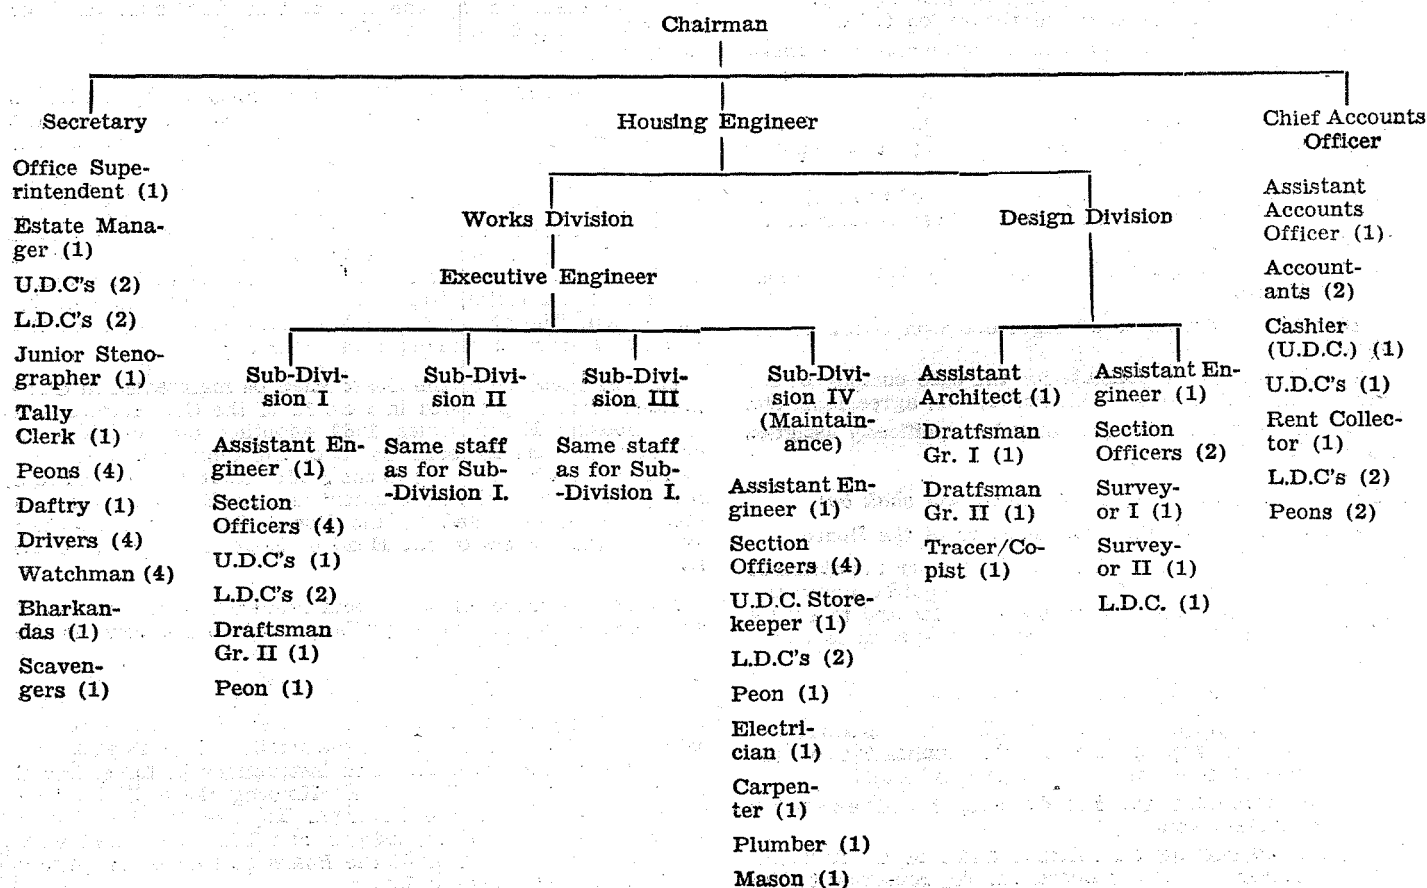 Chairman
Secretary
Office Supe-
rintendent (1)
Estate Mana-
ger (1)
U.D.C's (2)
L.D.C's (2)
Junior Steno-
grapher (1)
Tally
Clerk (1)
Peons (4)
Daftry (1)
Drivers (4)
Watchman (4)
Bharkan-
das (1)
Scaven-
gers (1)
Housing Engineer
Works Division
Executive Engineer
Sub-Divi-
sion I
Assistant En-
gineer (1)
Section
Officers (4)
U.D.C's (1)
L.D.C's (2)
Draftsman
Gr. II (1)
Peon (1)
Sub-Divi-
sion II
Same staff
as for Sub-
-Division I.
Sub-Divi-
sion III
Same staff
as for Sub-
-Division I.
Sub-Divi-
sion IV
(Maintain-
ance)
Assistant En-
gineer (1)
Section
Officers (4)
U.D.C. Store-
keeper (1)
L.D.C's (2)
Peon (1)
Electri-
cian (1)
Carpen-
ter (1)
Plumber (1)
Mason (1)
Design Division
Assistant
Architect (1)
Dratfsman
Gr. I (1)
Dratfsman
Gr. II (1)
Tracer/Co-
pist (1)
Assistant En-
gineer (1)
Section
Officers (2)
Survey-
or I (1)
Survey-
or II (1)
L.D.C. (1)
Chief Accounts
Officer
Assistant
Accounts
Officer (1)
Account-
ants (2)
Cashier
(U.D.C.) (1)
U.D.C's (1)
Rent Collec-
tor (1)
L.D.C's (2)
Peons (2)